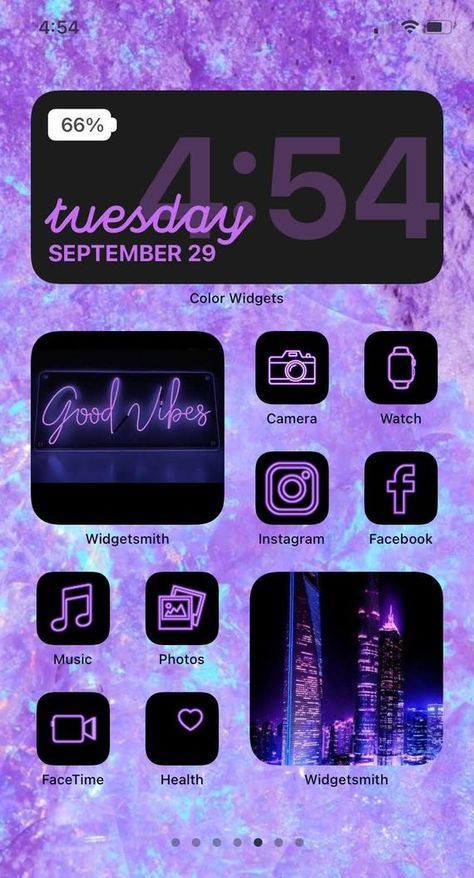 4:54
66%
4:54
tuesday
SEPTEMBER 29
Color Widgets
Good Vibes
Camera
Watch
Widgetsmith
Instagram
Facebook
Music
Photos
FaceTime
Health
Widgetsmith